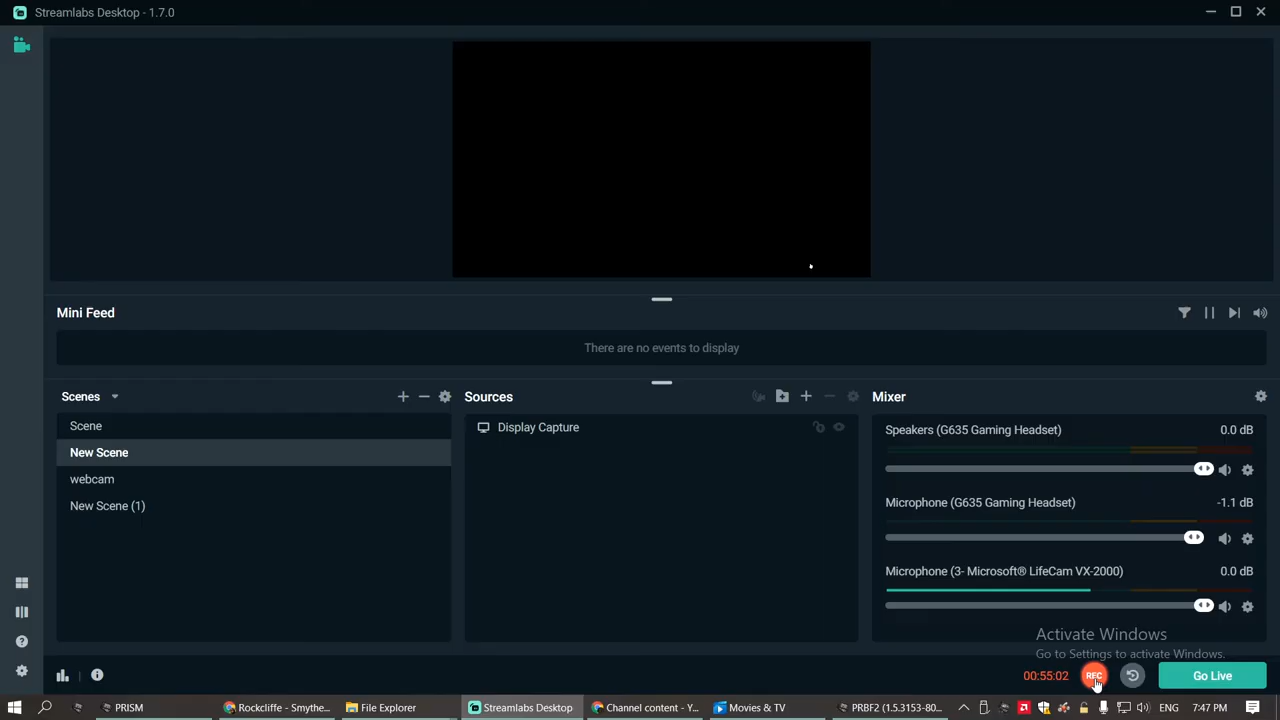 Streamlabs Desktop - 1.7.0
Mini Feed
There are no events to display
Scenes
Sources
Mixer
Scene
New Scene
webcam
New Scene (1)
Display Capture
Speakers (G635 Gaming Headset) 0.0 dB
Microphone (G635 Gaming Headset) -1.1 dB
Microphone (3- Microsoft® LifeCam VX-2000) 0.0 dB
Activate Windows
Go to Settings to activate Windows.
00:55:02 REC Go Live
PRISM Rockcliffe - Smythe... File Explorer Streamlabs Desktop Channel content - Y... Movies & TV PRBF2 (1.5.3153-80... ENG 7:47 PM